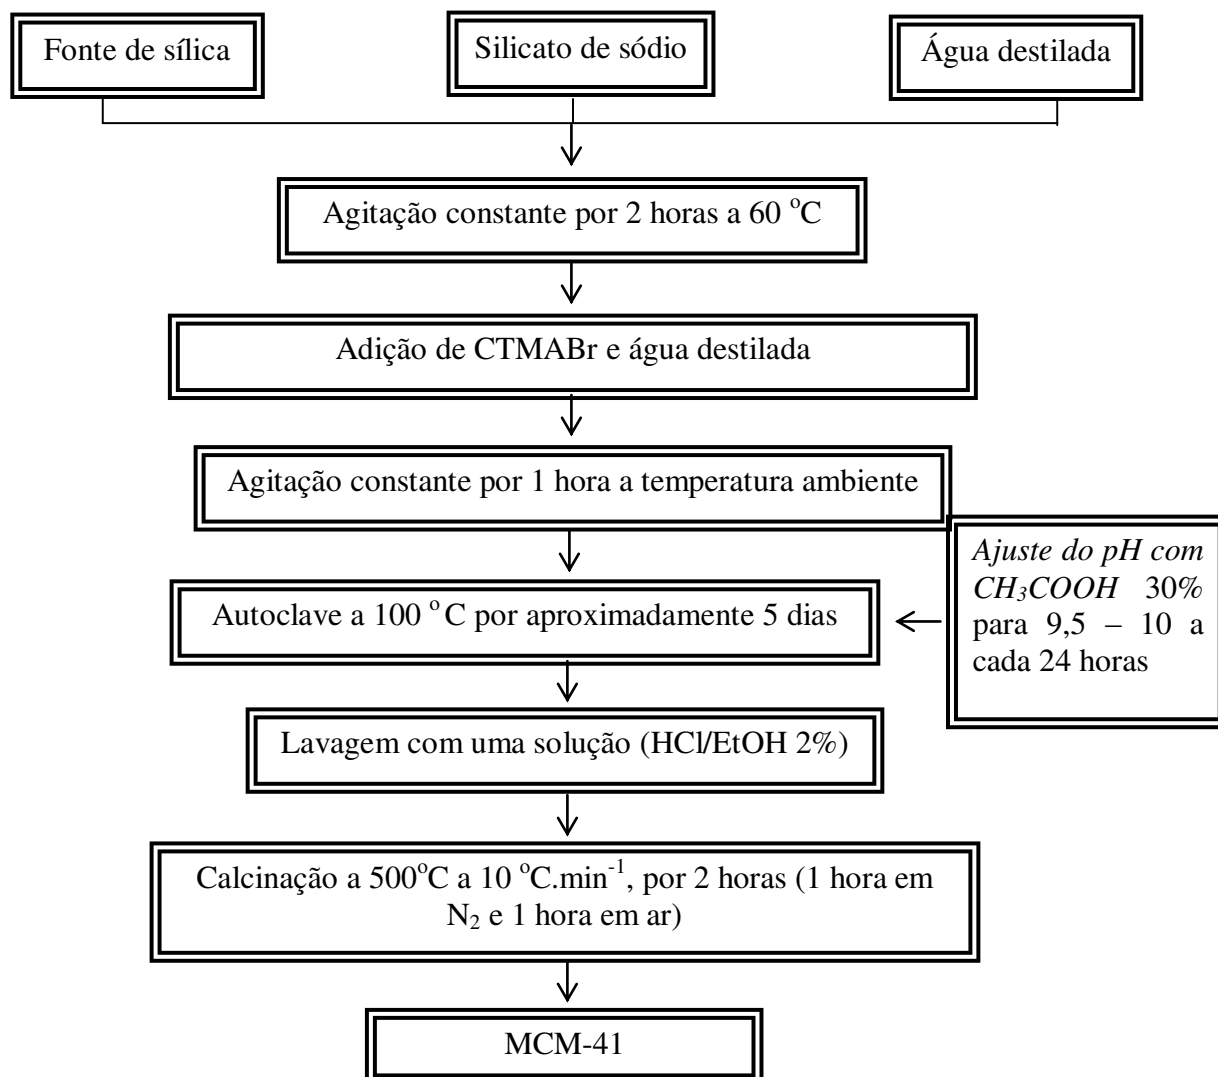 Fonte de sílica
Silicato de sódio
Água destilada
Agitação constante por 2 horas a 60 °C
Adição de CTMABr e água destilada
Agitação constante por 1 hora a temperatura ambiente
Ajuste do pH com
CH₃COOH 30%
para 9,5 – 10 a
cada 24 horas
Autoclave a 100 °C por aproximadamente 5 dias
Lavagem com uma solução (HCl/EtOH 2%)
Calcinação a 500°C a 10 °C.min⁻¹, por 2 horas (1 hora em
N₂ e 1 hora em ar)
MCM-41